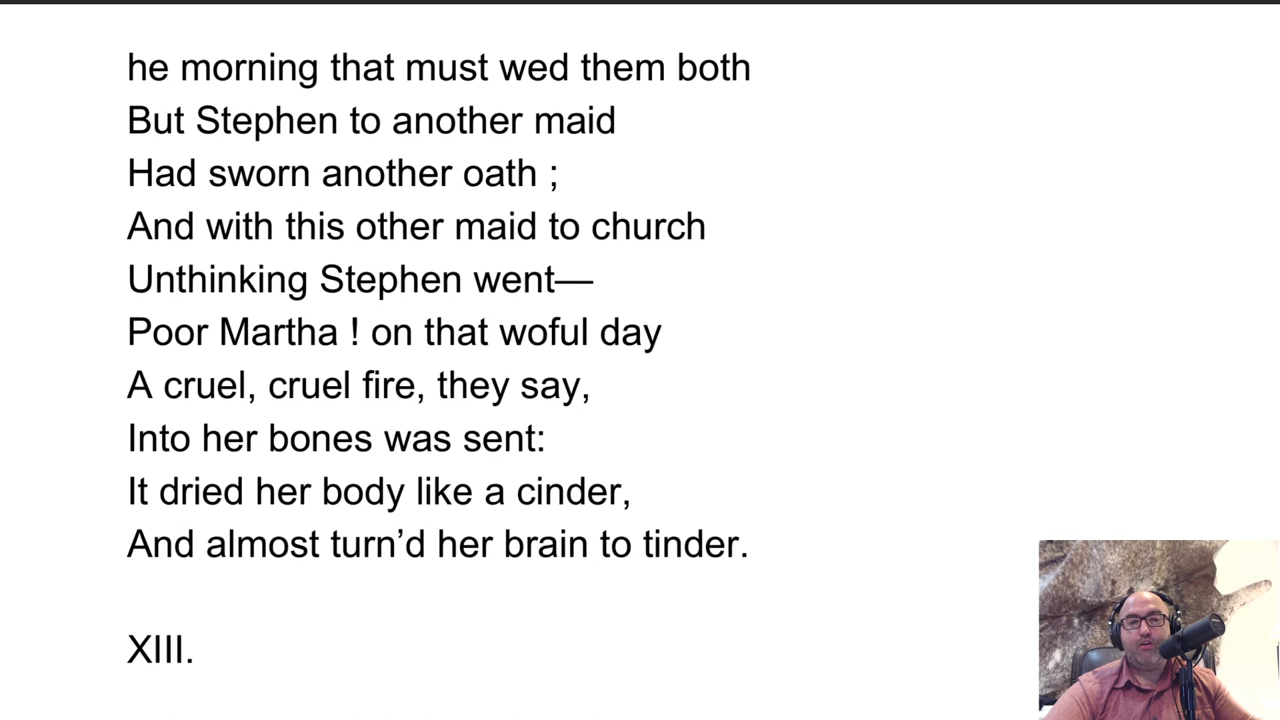 he morning that must wed them both
But Stephen to another maid
Had sworn another oath ;
And with this other maid to church
Unthinking Stephen went—
Poor Martha ! on that woful day
A cruel, cruel fire, they say,
Into her bones was sent:
It dried her body like a cinder,
And almost turn’d her brain to tinder.
XIII.